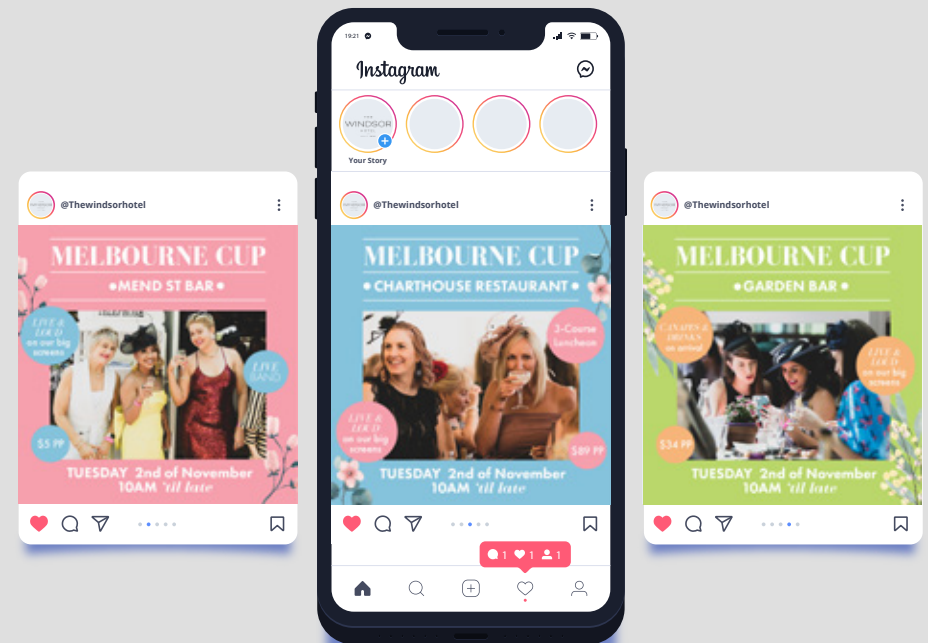 @Thewindsorhotel
MELBOURNE CUP
•MEND ST BAR•
LIVE &
LOUD
on our big
screens
LIVE
BAND
$5 PP
TUESDAY 2nd of November
10AM 'til late
19:21
Instagram
THE
WINDSOR
HOTEL
Your Story
@Thewindsorhotel
MELBOURNE CUP
• CHARTHOUSE RESTAURANT •
3-Course
Luncheon
LIVE &
LOUD
on our big
screens
$89 PP
TUESDAY 2nd of November
10AM 'til late
1 1 1
@Thewindsorhotel
MELBOURNE CUP
•GARDEN BAR•
CANAPES &
DRINKS
on arrival
LIVE &
LOUD
on our big
screens
$34 PP
TUESDAY 2nd of November
10AM 'til late